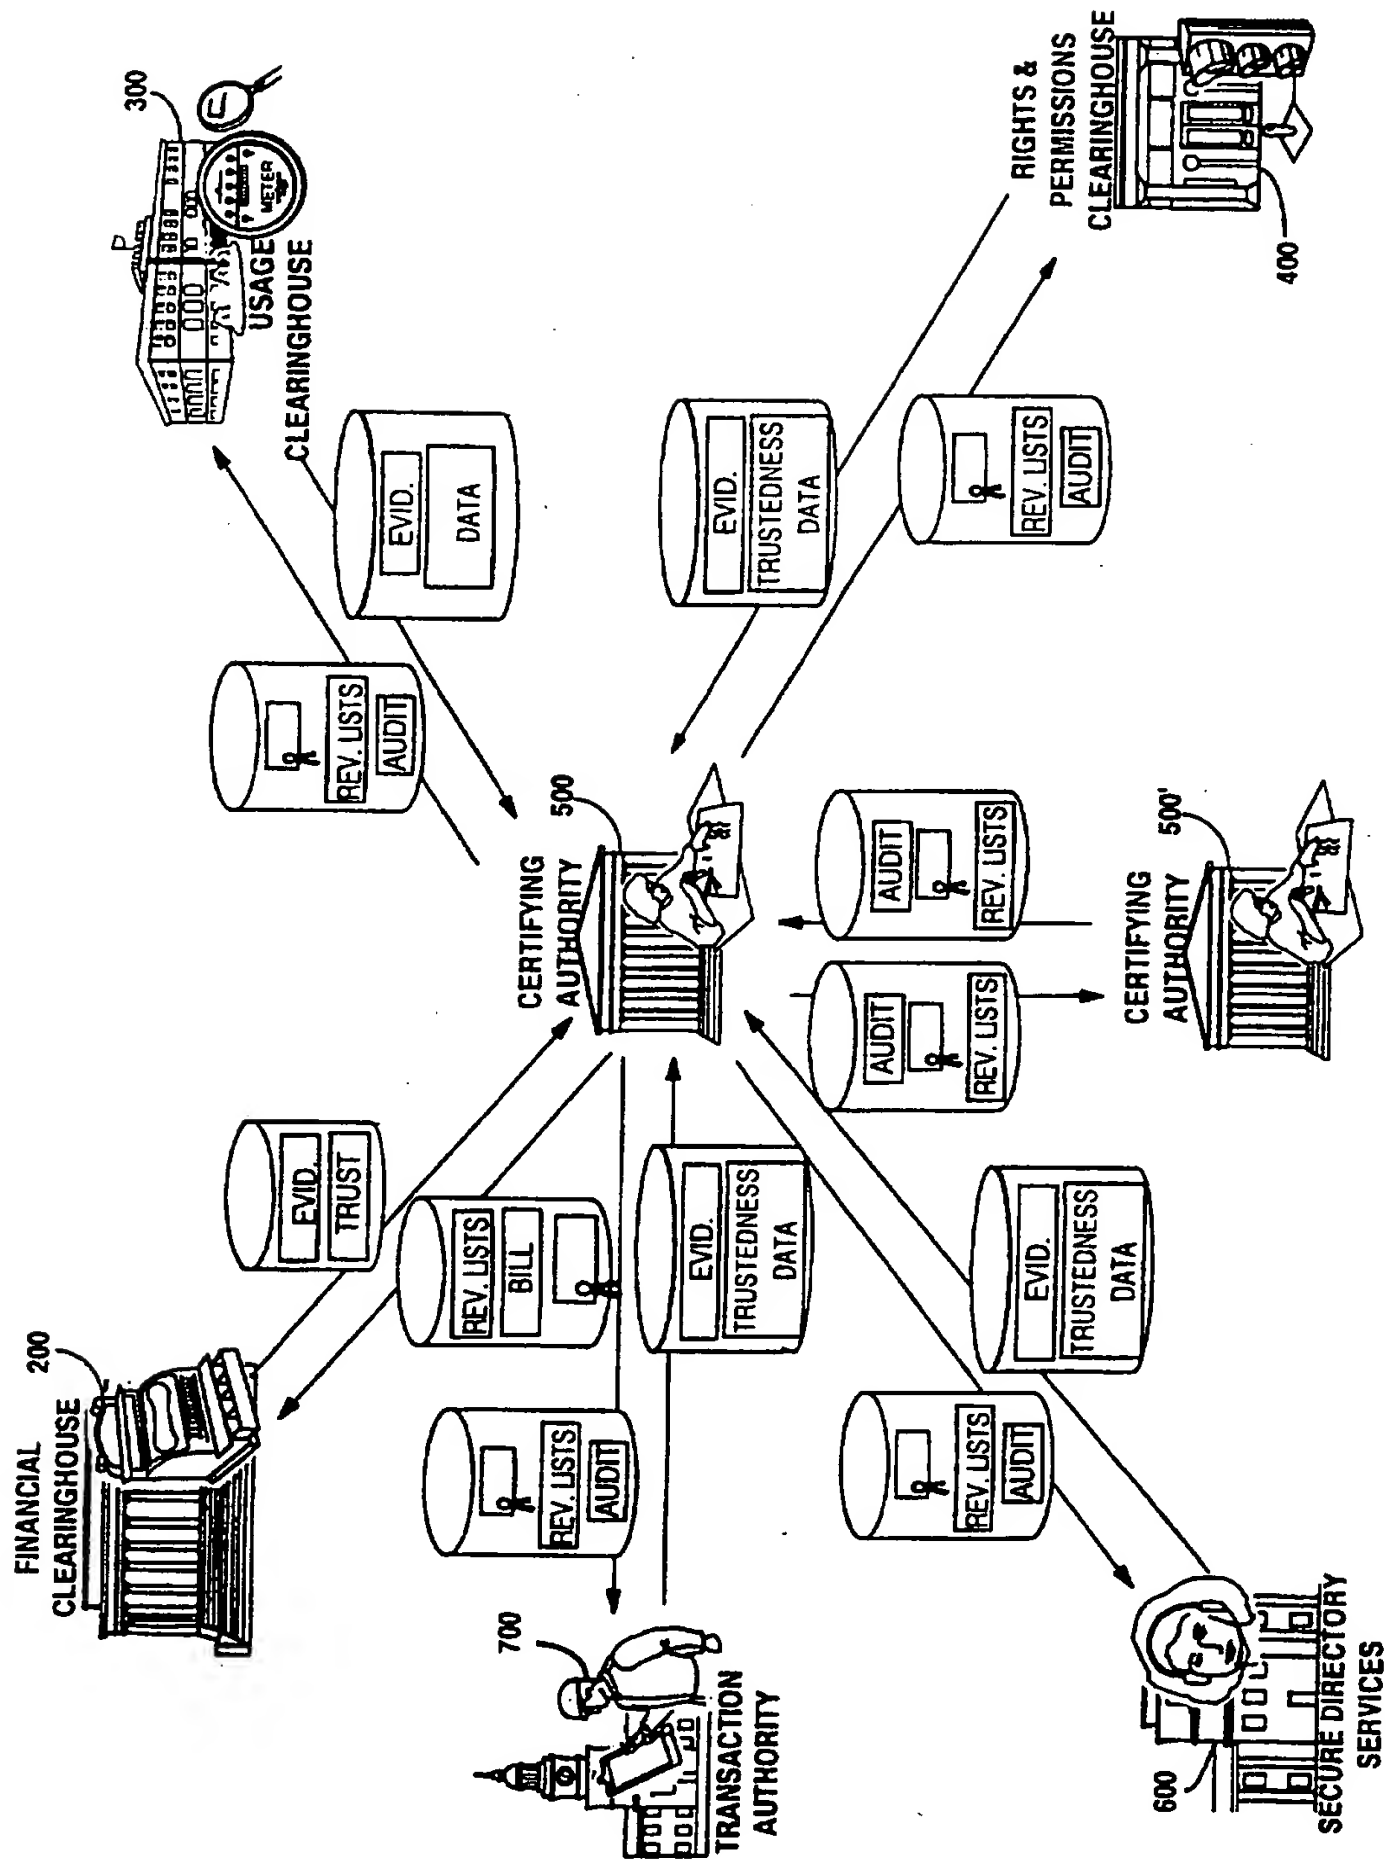 FINANCIAL
CLEARINGHOUSE
200
300
METER
USAGE
CLEARINGHOUSE
EVID.
TRUST
REV. LISTS
AUDIT
EVID.
DATA
REV. LISTS
BILL
TRANSACTION
AUTHORITY
700
REV. LISTS
AUDIT
EVID.
TRUSTEDNESS
DATA
CERTIFYING
AUTHORITY
500
EVID.
TRUSTEDNESS
DATA
RIGHTS &
PERMISSIONS
CLEARINGHOUSE
400
REV. LISTS
AUDIT
AUDIT
REV. LISTS
AUDIT
REV. LISTS
SECURE DIRECTORY
SERVICES
600
REV. LISTS
AUDIT
EVID.
TRUSTEDNESS
DATA
CERTIFYING
AUTHORITY
500'